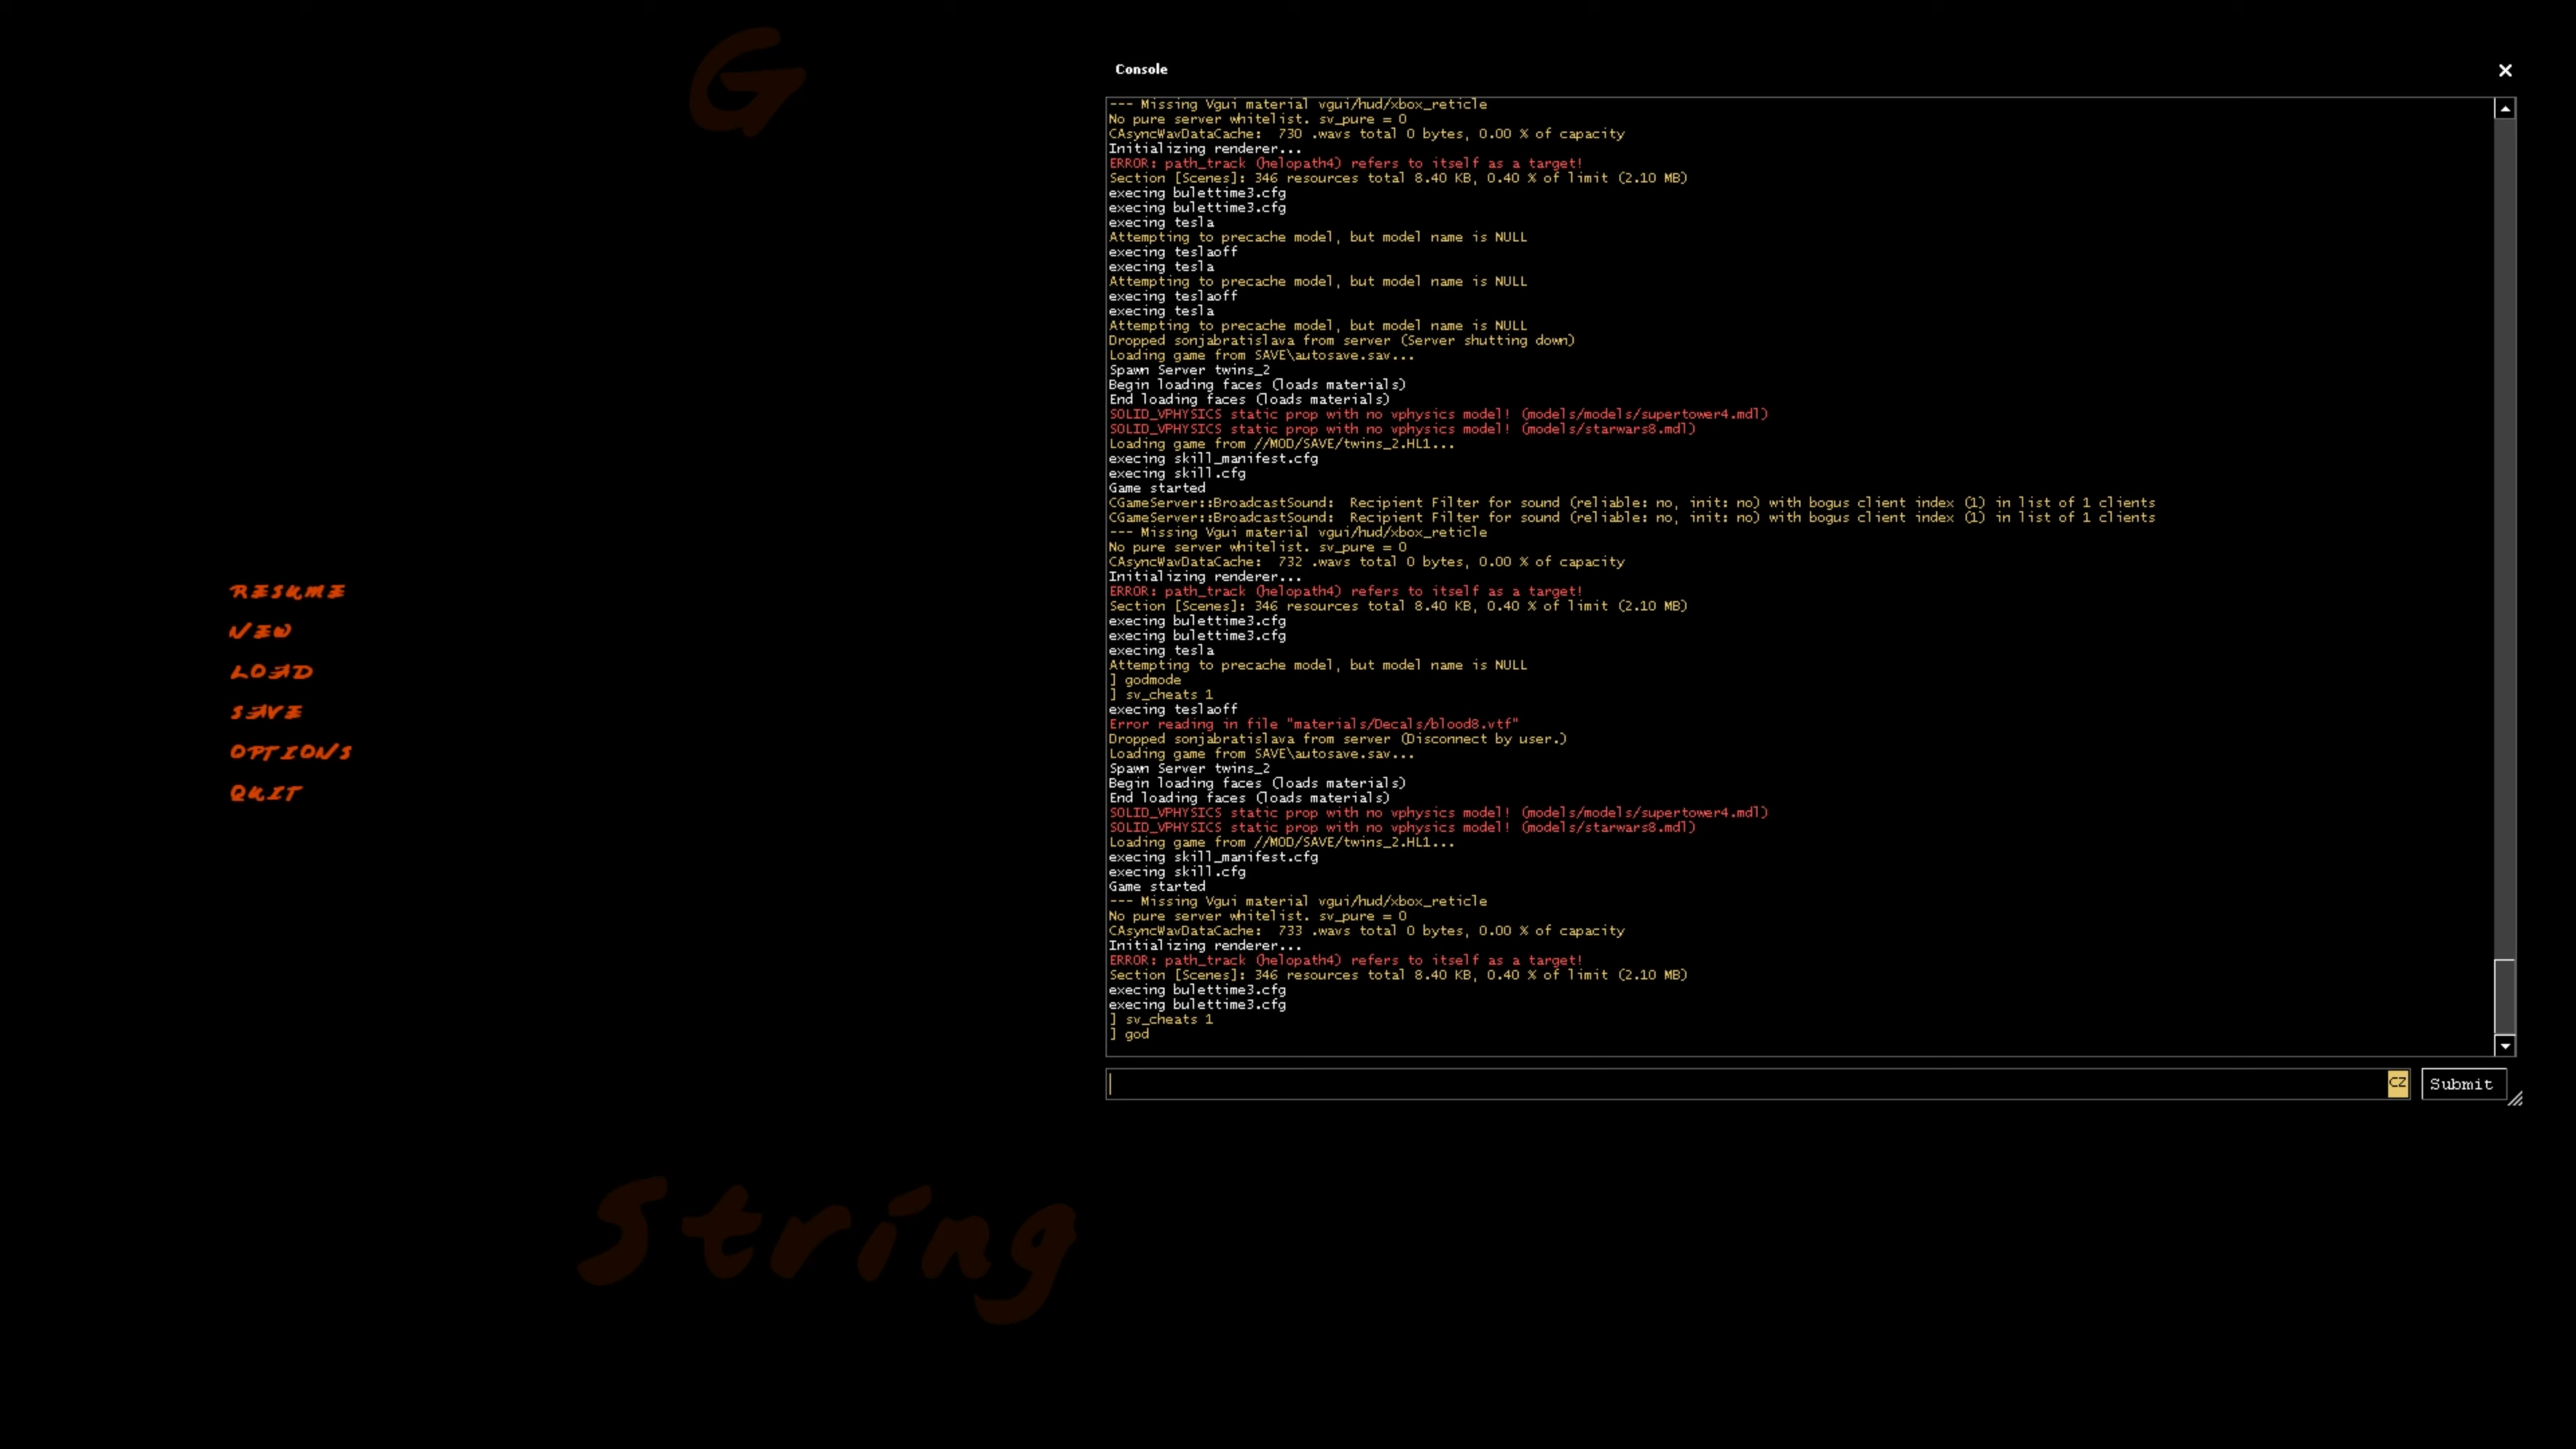 G
String
RESUME
NEW
LOAD
SAVE
OPTIONS
QUIT
Console
--- Missing Vgui material vgui/hud/xbox_reticle
No pure server whitelist. sv_pure = 0
CAsyncWavDataCache:  730 .wavs total 0 bytes, 0.00 % of capacity
Initializing renderer...
ERROR: path_track (helopath4) refers to itself as a target!
Section [Scenes]: 346 resources total 8.40 KB, 0.40 % of limit (2.10 MB)
execing bulettime3.cfg
execing bulettime3.cfg
execing tesla
Attempting to precache model, but model name is NULL
execing teslaoff
execing tesla
Attempting to precache model, but model name is NULL
execing teslaoff
execing tesla
Attempting to precache model, but model name is NULL
Dropped sonjabratislava from server (Server shutting down)
Loading game from SAVE\autosave.sav...
Spawn Server twins_2
Begin loading faces (loads materials)
End loading faces (loads materials)
SOLID_VPHYSICS static prop with no vphysics model! (models/models/supertower4.mdl)
SOLID_VPHYSICS static prop with no vphysics model! (models/starwars8.mdl)
Loading game from //MOD/SAVE/twins_2.HL1...
execing skill_manifest.cfg
execing skill.cfg
Game started
CGameServer::BroadcastSound:  Recipient Filter for sound (reliable: no, init: no) with bogus client index (1) in list of 1 clients
CGameServer::BroadcastSound:  Recipient Filter for sound (reliable: no, init: no) with bogus client index (1) in list of 1 clients
--- Missing Vgui material vgui/hud/xbox_reticle
No pure server whitelist. sv_pure = 0
CAsyncWavDataCache:  732 .wavs total 0 bytes, 0.00 % of capacity
Initializing renderer...
ERROR: path_track (helopath4) refers to itself as a target!
Section [Scenes]: 346 resources total 8.40 KB, 0.40 % of limit (2.10 MB)
execing bulettime3.cfg
execing bulettime3.cfg
execing tesla
Attempting to precache model, but model name is NULL
] godmode
] sv_cheats 1
execing teslaoff
Error reading in file "materials/Decals/blood8.vtf"
Dropped sonjabratislava from server (Disconnect by user.)
Loading game from SAVE\autosave.sav...
Spawn Server twins_2
Begin loading faces (loads materials)
End loading faces (loads materials)
SOLID_VPHYSICS static prop with no vphysics model! (models/models/supertower4.mdl)
SOLID_VPHYSICS static prop with no vphysics model! (models/starwars8.mdl)
Loading game from //MOD/SAVE/twins_2.HL1...
execing skill_manifest.cfg
execing skill.cfg
Game started
--- Missing Vgui material vgui/hud/xbox_reticle
No pure server whitelist. sv_pure = 0
CAsyncWavDataCache:  733 .wavs total 0 bytes, 0.00 % of capacity
Initializing renderer...
ERROR: path_track (helopath4) refers to itself as a target!
Section [Scenes]: 346 resources total 8.40 KB, 0.40 % of limit (2.10 MB)
execing bulettime3.cfg
execing bulettime3.cfg
] sv_cheats 1
] god
CZ
Submit